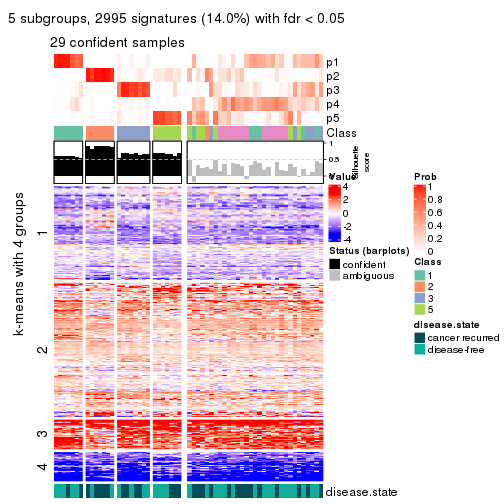 5 subgroups, 2995 signatures (14.0%) with fdr < 0.05
29 confident samples
p1
p2
p3
p4
p5
Class
1
0.5
0
Silhouette
score
k-means with 4 groups
1
2
3
4
Value
4
2
0
-2
-4
Status (barplots)
confident
ambiguous
Prob
1
0.8
0.6
0.4
0.2
0
Class
1
2
3
5
disease.state
cancer recurred
disease-free
disease.state